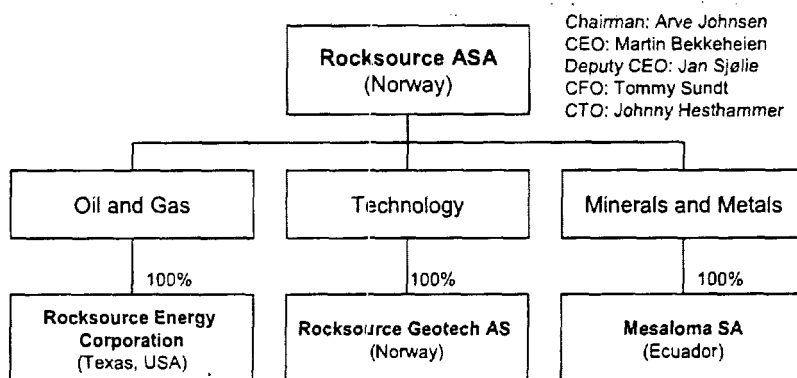 Chairman: Arve Johnsen
CEO: Martin Bekkeheien
Deputy CEO: Jan Sjølie
CFO: Tommy Sundt
CTO: Johnny Hesthammer
Rocksource ASA
(Norway)
Oil and Gas
Technology
Minerals and Metals
100%
100%
100%
Rocksource Energy
Corporation
(Texas, USA)
Rocksource Geotech AS
(Norway)
Mesaloma SA
(Ecuador)